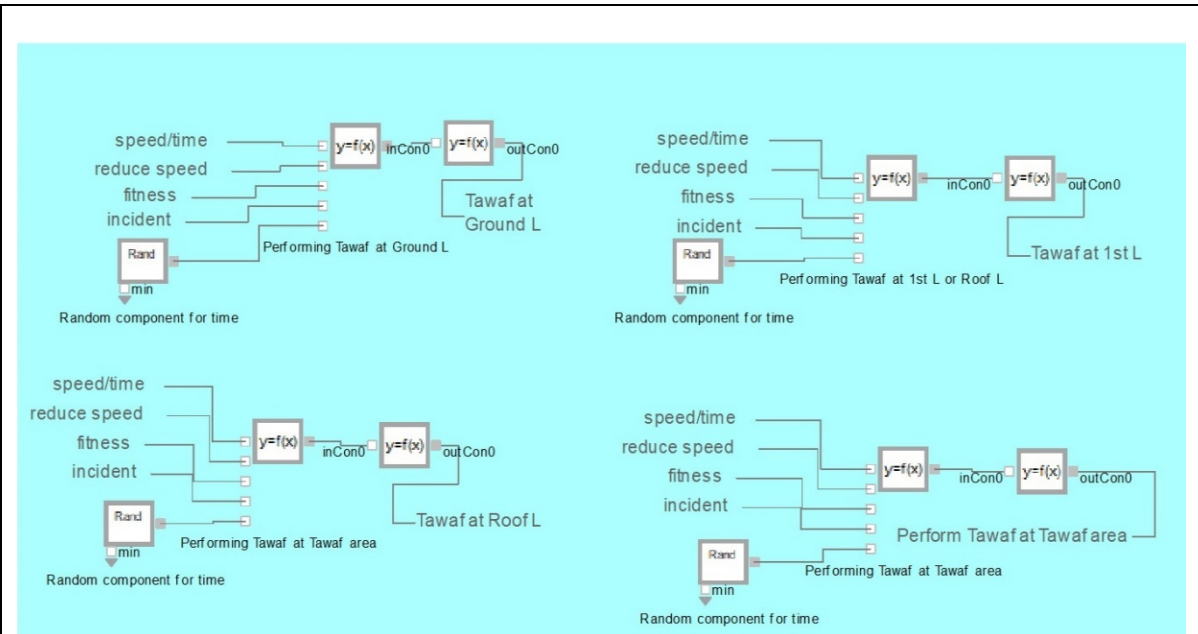 speed/time
reduce speed
fitness
incident
y=f(x)
inCon0
y=f(x)
outCon0
Tawaf at
Ground L
Rand
min
Performing Tawaf at Ground L
Random component for time
speed/time
reduce speed
fitness
incident
y=f(x)
inCon0
y=f(x)
outCon0
Tawaf at 1st L
Rand
min
Performing Tawaf at 1st L or Roof L
Random component for time
speed/time
reduce speed
fitness
incident
y=f(x)
inCon0
y=f(x)
outCon0
Tawaf at Roof L
Rand
min
Performing Tawaf at Tawaf area
Random component for time
speed/time
reduce speed
fitness
incident
y=f(x)
inCon0
y=f(x)
outCon0
Perform Tawaf at Tawaf area
Rand
min
Performing Tawaf at Tawaf area
Random component for time